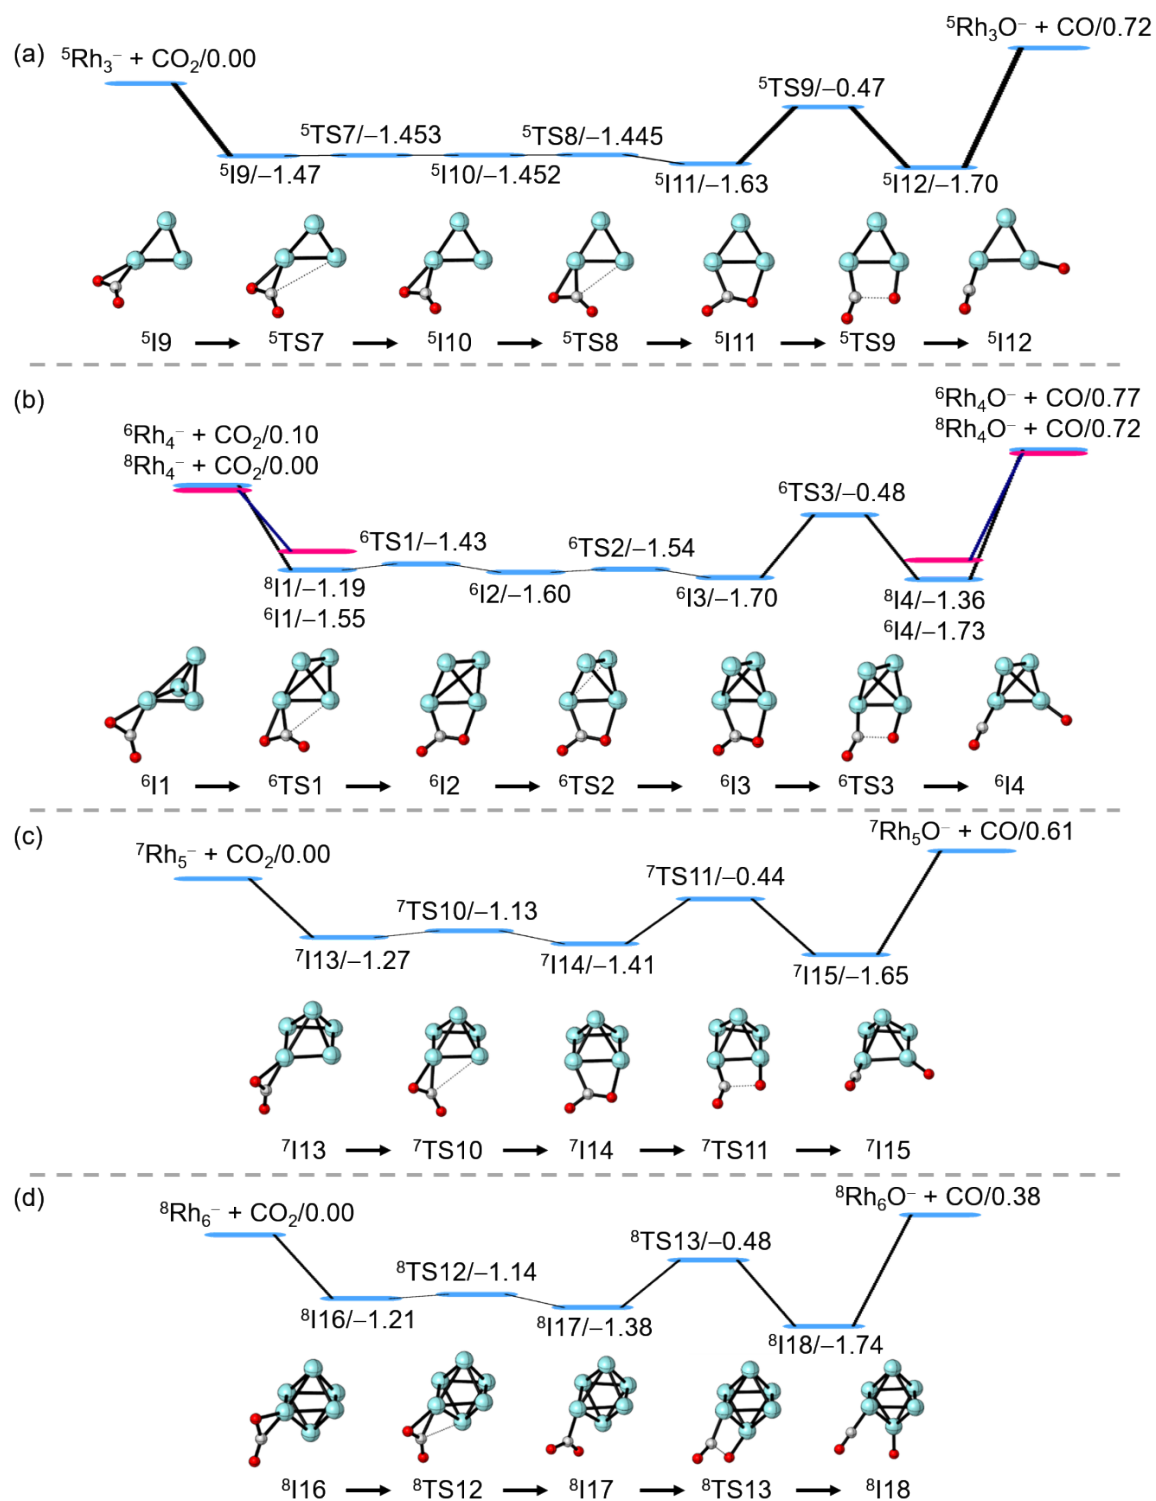 (a)
⁵Rh₃⁻ + CO₂/0.00
⁵Rh₃O⁻ + CO/0.72
⁵TS9/−0.47
⁵TS7/−1.453
⁵TS8/−1.445
⁵I9/−1.47
⁵I10/−1.452
⁵I11/−1.63
⁵I12/−1.70
⁵I9 → ⁵TS7 → ⁵I10 → ⁵TS8 → ⁵I11 → ⁵TS9 → ⁵I12
(b)
⁶Rh₄⁻ + CO₂/0.10
⁸Rh₄⁻ + CO₂/0.00
⁶Rh₄O⁻ + CO/0.77
⁸Rh₄O⁻ + CO/0.72
⁶TS3/−0.48
⁶TS1/−1.43
⁶TS2/−1.54
⁸I1/−1.19
⁶I1/−1.55
⁶I2/−1.60
⁶I3/−1.70
⁸I4/−1.36
⁶I4/−1.73
⁶I1 → ⁶TS1 → ⁶I2 → ⁶TS2 → ⁶I3 → ⁶TS3 → ⁶I4
(c)
⁷Rh₅⁻ + CO₂/0.00
⁷Rh₅O⁻ + CO/0.61
⁷TS11/−0.44
⁷TS10/−1.13
⁷I13/−1.27
⁷I14/−1.41
⁷I15/−1.65
⁷I13 → ⁷TS10 → ⁷I14 → ⁷TS11 → ⁷I15
(d)
⁸Rh₆⁻ + CO₂/0.00
⁸Rh₆O⁻ + CO/0.38
⁸TS13/−0.48
⁸TS12/−1.14
⁸I16/−1.21
⁸I17/−1.38
⁸I18/−1.74
⁸I16 → ⁸TS12 → ⁸I17 → ⁸TS13 → ⁸I18